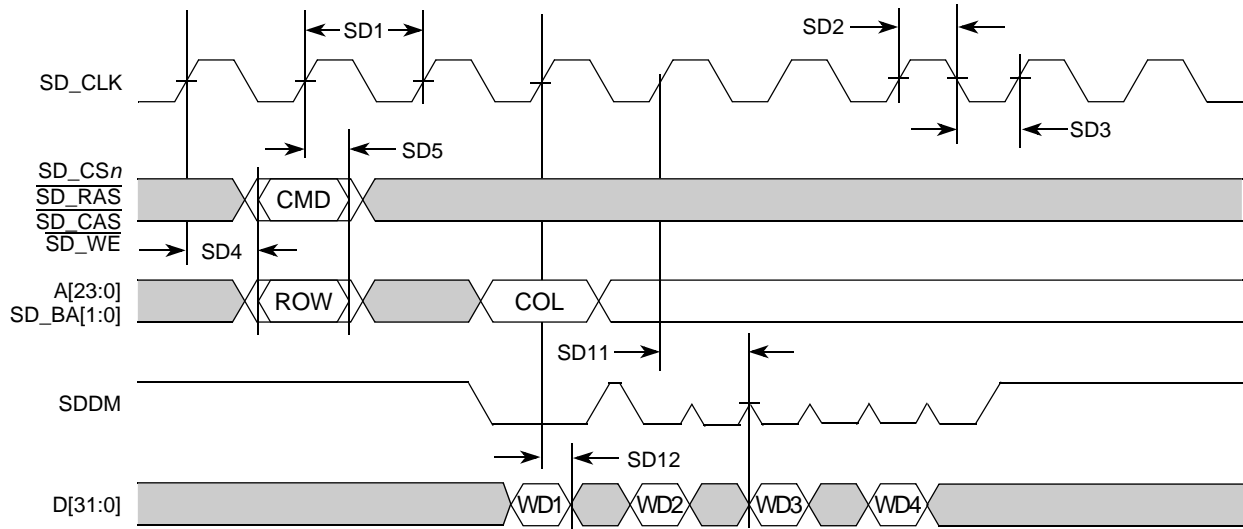 SD1
SD2
SD_CLK
SD3
SD5
SD_CSn
SD_RAS
SD_CAS
SD_WE
CMD
SD4
A[23:0]
SD_BA[1:0]
ROW
COL
SD11
SDDM
SD12
D[31:0]
WD1
WD2
WD3
WD4